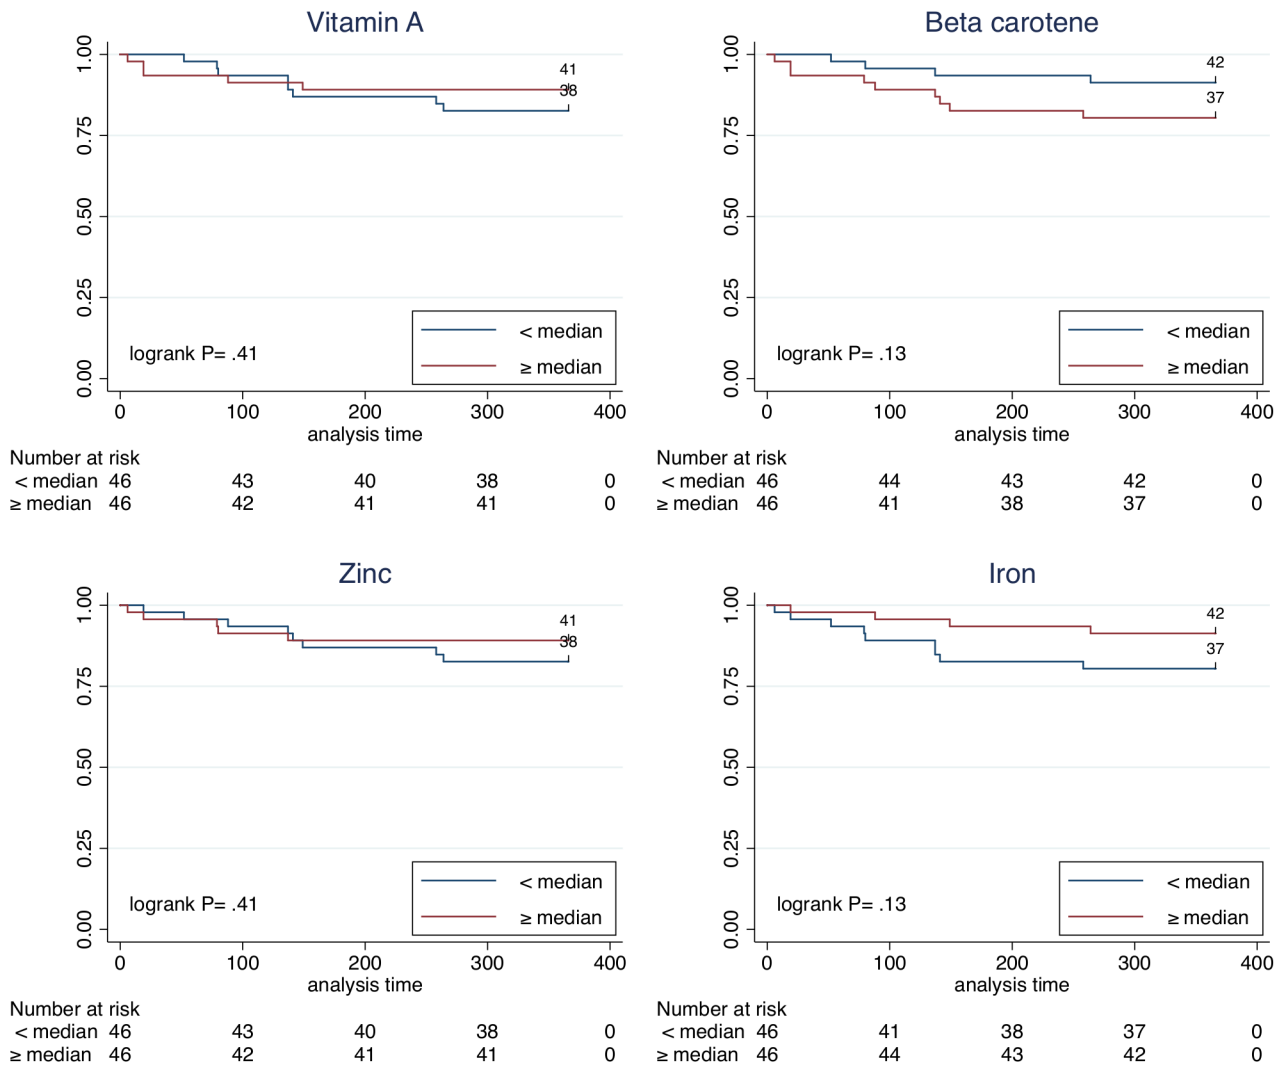 Vitamin A
1.00
0.75
0.50
0.25
0.00
41
38
logrank P= .41
< median
≥ median
0 100 200 300 400
analysis time
Number at risk
< median 46 43 40 38 0
≥ median 46 42 41 41 0
Beta carotene
1.00
0.75
0.50
0.25
0.00
42
37
logrank P= .13
< median
≥ median
0 100 200 300 400
analysis time
Number at risk
< median 46 44 43 42 0
≥ median 46 41 38 37 0
Zinc
1.00
0.75
0.50
0.25
0.00
41
38
logrank P= .41
< median
≥ median
0 100 200 300 400
analysis time
Number at risk
< median 46 43 40 38 0
≥ median 46 42 41 41 0
Iron
1.00
0.75
0.50
0.25
0.00
42
37
logrank P= .13
< median
≥ median
0 100 200 300 400
analysis time
Number at risk
< median 46 41 38 37 0
≥ median 46 44 43 42 0